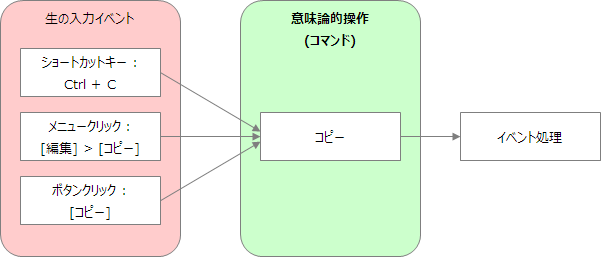 生の入力イベント
ショートカットキー：
Ctrl + C
メニュークリック：
[編集] > [コピー]
ボタンクリック：
[コピー]
意味論的操作
(コマンド)
コピー
イベント処理